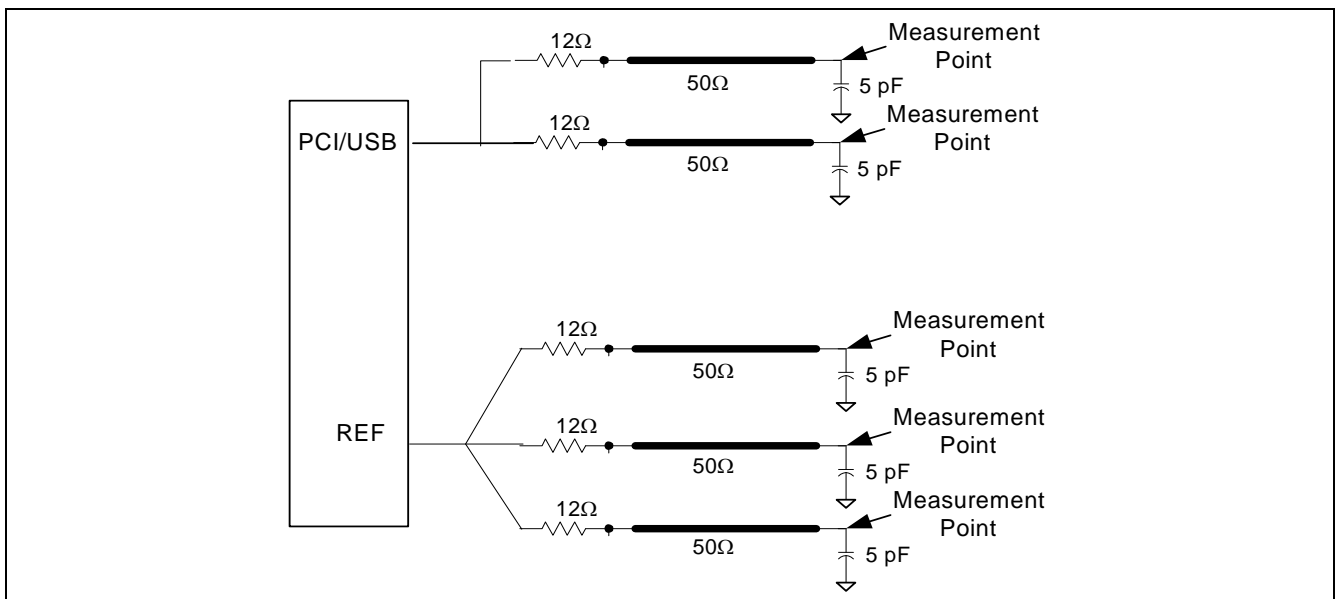 12Ω
Measurement
Point
50Ω
5 pF
PCI/USB
12Ω
Measurement
Point
50Ω
5 pF
12Ω
Measurement
Point
50Ω
5 pF
REF
12Ω
Measurement
Point
50Ω
5 pF
12Ω
Measurement
Point
50Ω
5 pF